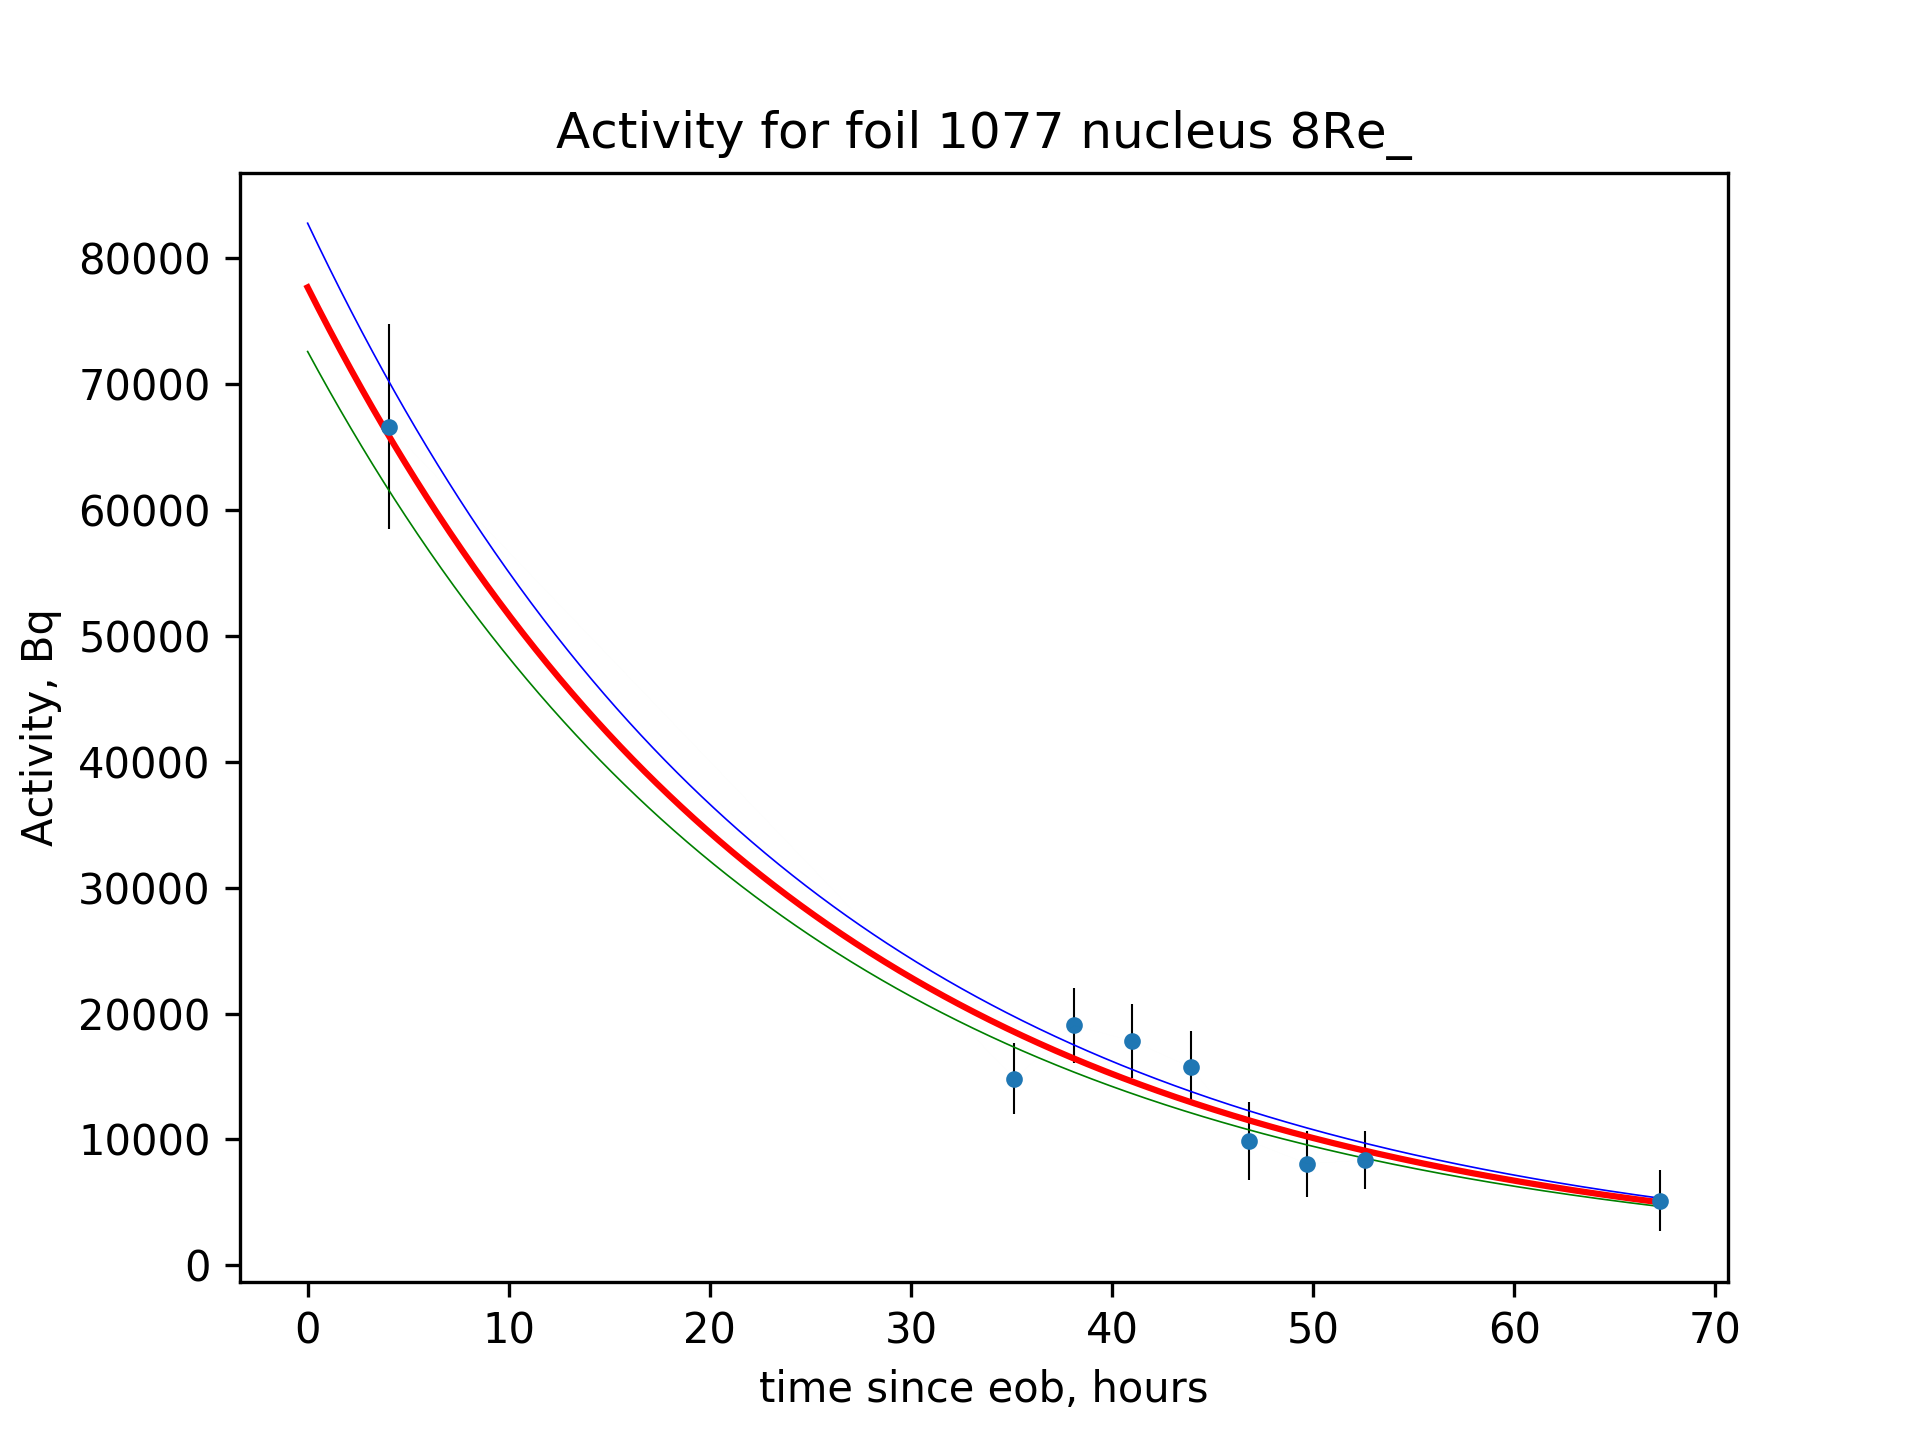 Activity for foil 1077 nucleus 8Re_
Activity, Bq
80000
70000
60000
50000
40000
30000
20000
10000
0
0 10 20 30 40 50 60 70
time since eob, hours